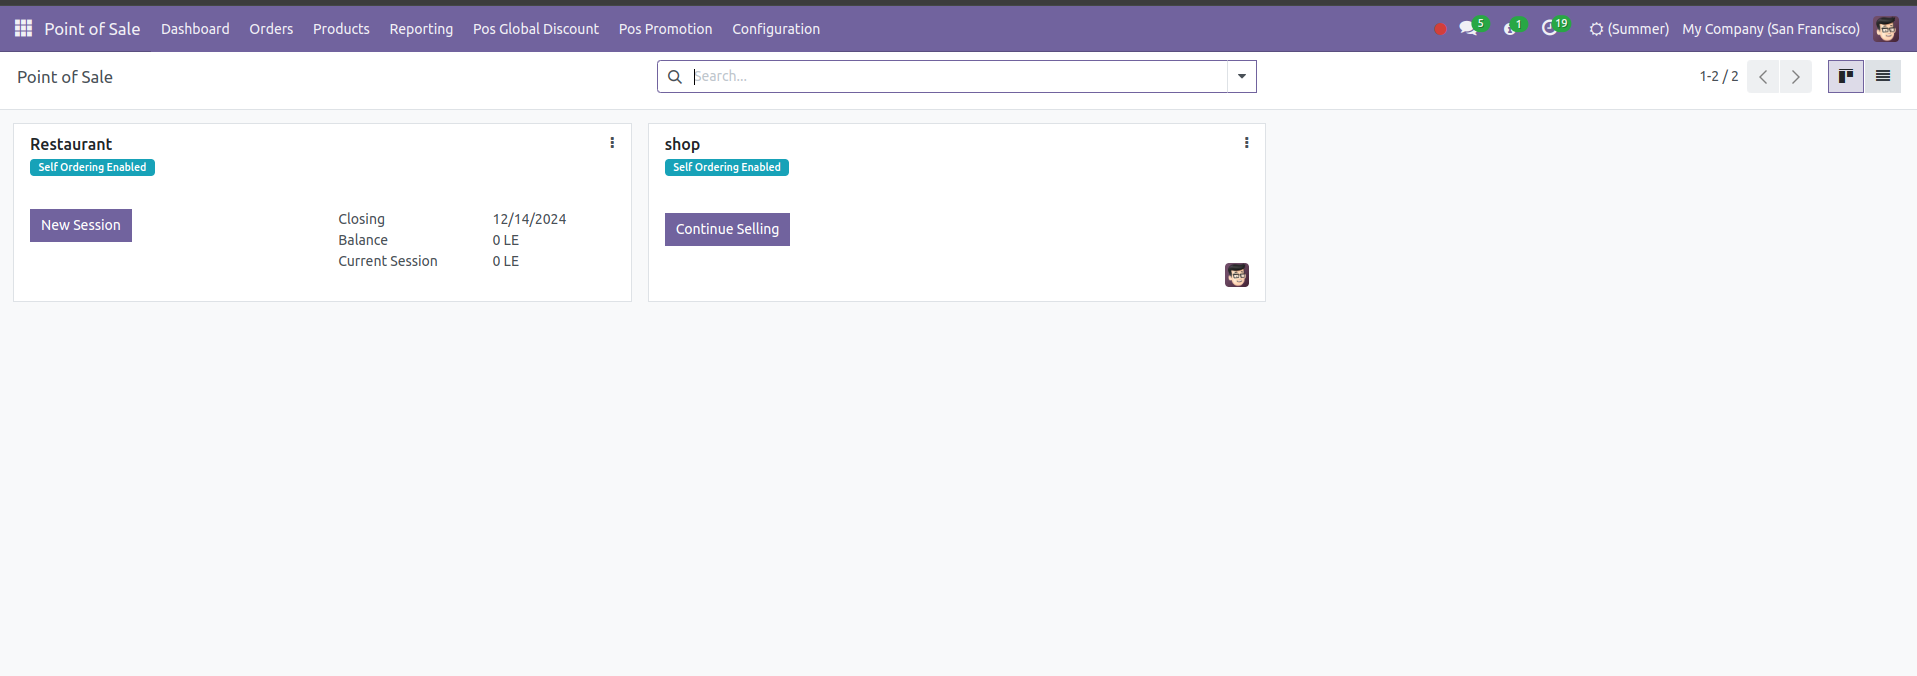 Point of Sale Dashboard Orders Products Reporting Pos Global Discount Pos Promotion Configuration 5 1 19 (Summer) My Company (San Francisco)
Point of Sale Search... 1-2 / 2
Restaurant
Self Ordering Enabled
New Session
Closing 12/14/2024
Balance 0 LE
Current Session 0 LE
shop
Self Ordering Enabled
Continue Selling